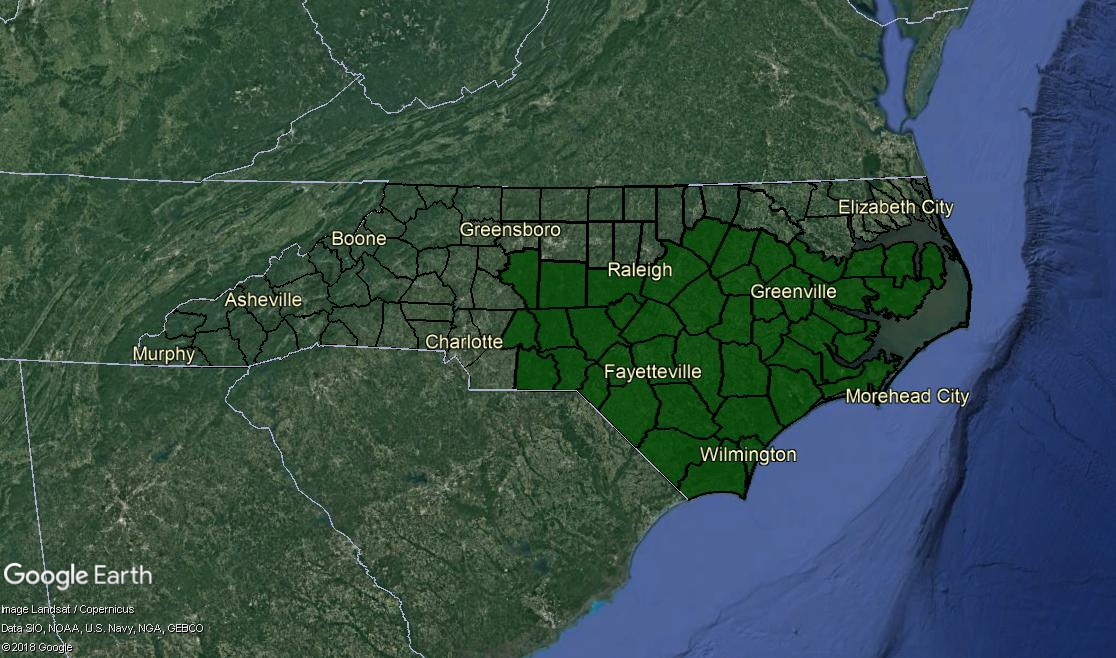 Elizabeth City
Greensboro
Boone
Raleigh
Greenville
Asheville
Charlotte
Murphy
Fayetteville
Morehead City
Wilmington
Google Earth
Image Landsat / Copernicus
Data SIO, NOAA, U.S. Navy, NGA, GEBCO
© 2018 Google